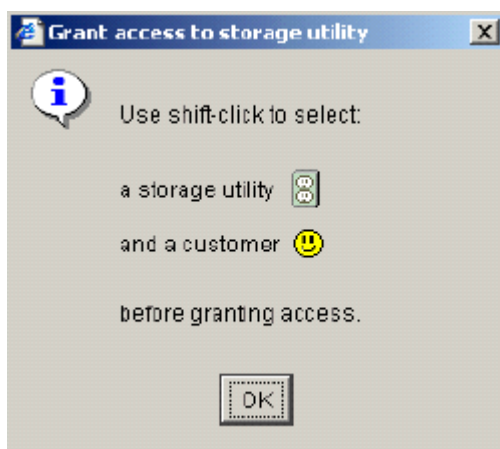 Grant access to storage utility
Use shift-click to select:
a storage utility
and a customer
before granting access.
OK